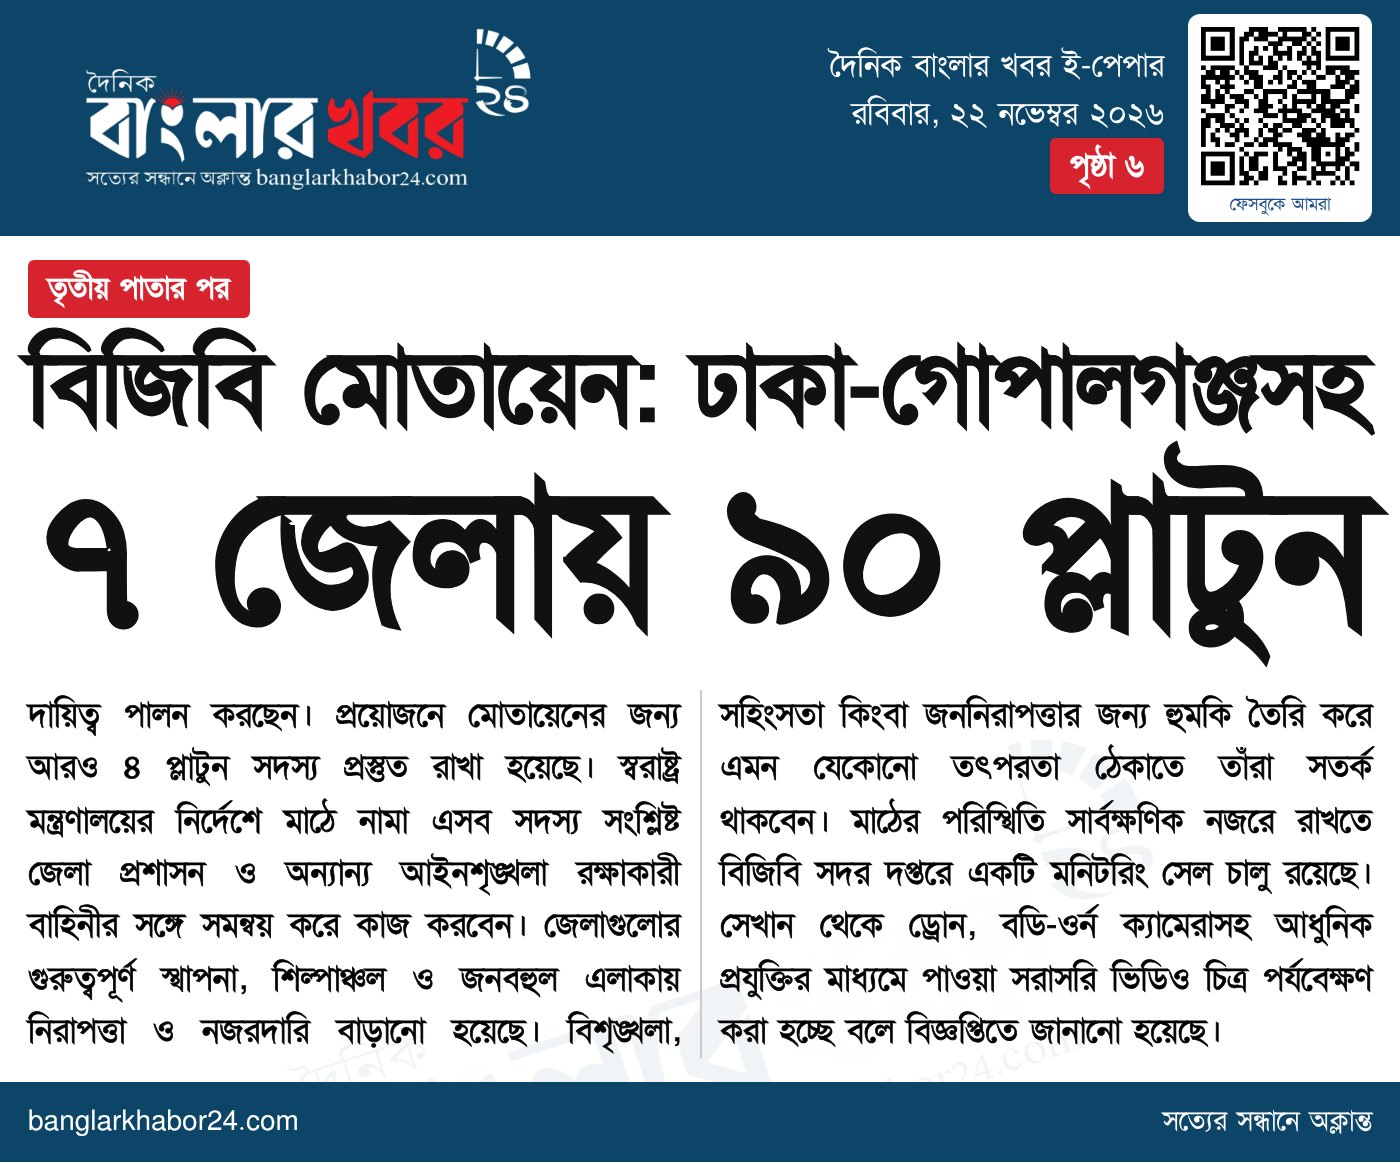 দৈনিক
বাংলার খবর
২৪
সত্যের সন্ধানে অক্লান্ত banglarkhabor24.com
দৈনিক বাংলার খবর ই-পেপার
রবিবার, ২২ নভেম্বর ২০২৬
পৃষ্ঠা ৬
ফেসবুকে আমরা
তৃতীয় পাতার পর
বিজিবি মোতায়েন: ঢাকা-গোপালগঞ্জসহ
৭ জেলায় ৯০ প্লাটুন
দায়িত্ব পালন করছেন। প্রয়োজনে মোতায়েনের জন্য
আরও ৪ প্লাটুন সদস্য প্রস্তুত রাখা হয়েছে। স্বরাষ্ট্র
মন্ত্রণালয়ের নির্দেশে মাঠে নামা এসব সদস্য সংশ্লিষ্ট
জেলা প্রশাসন ও অন্যান্য আইনশৃঙ্খলা রক্ষাকারী
বাহিনীর সঙ্গে সমন্বয় করে কাজ করবেন। জেলাগুলোর
গুরুত্বপূর্ণ স্থাপনা, শিল্পাঞ্চল ও জনবহুল এলাকায়
নিরাপত্তা ও নজরদারি বাড়ানো হয়েছে। বিশৃঙ্খলা,
সহিংসতা কিংবা জননিরাপত্তার জন্য হুমকি তৈরি করে
এমন যেকোনো তৎপরতা ঠেকাতে তাঁরা সতর্ক
থাকবেন। মাঠের পরিস্থিতি সার্বক্ষণিক নজরে রাখতে
বিজিবি সদর দপ্তরে একটি মনিটরিং সেল চালু রয়েছে।
সেখান থেকে ড্রোন, বডি-ওর্ন ক্যামেরাসহ আধুনিক
প্রযুক্তির মাধ্যমে পাওয়া সরাসরি ভিডিও চিত্র পর্যবেক্ষণ
করা হচ্ছে বলে বিজ্ঞপ্তিতে জানানো হয়েছে।
banglarkhabor24.com
সত্যের সন্ধানে অক্লান্ত